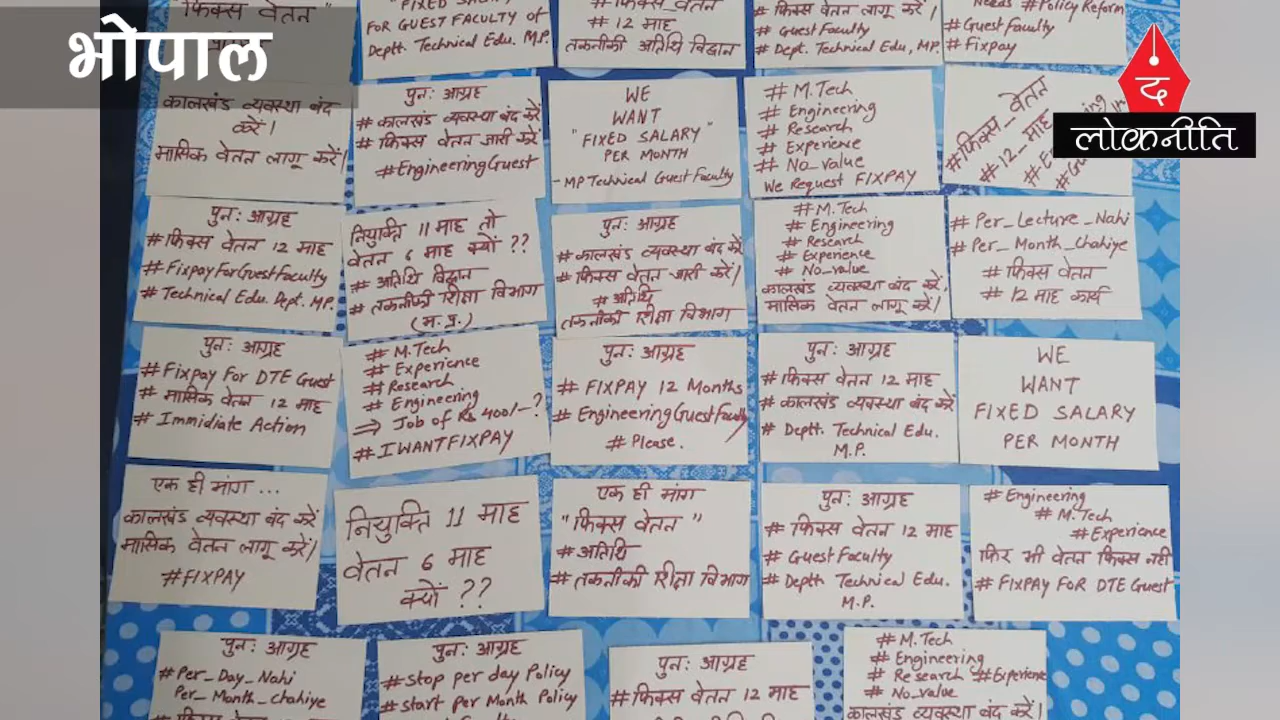 भोपाल
द
लोकनीति
"फिक्स वेतन"
"FIXED SALARY"
FOR GUEST FACULTY of
Deptt. Technical Edu. M.P.
# फिक्स वेतन
# 12 माह
तकनीकी अतिथि विद्वान
# फिक्स वेतन लागू करें।
# Guest Faculty
# Dept. Technical Edu, MP.
Needs #Policy Reform
#Guest Faculty
# Fixpay
कालखंड व्यवस्था बंद
करें।
मासिक वेतन लागू करें।
पुन: आग्रह
# कालखंड व्यवस्था बंद करें
# फिक्स वेतन जारी करें
#EngineeringGuest
WE
WANT
"FIXED SALARY"
PER MONTH
-MP Technical Guest Faculty
# M.Tech
# Engineering
# Research
# Experience
# No_value
We Request FIXPAY
#फिक्स_वेतन
#12_माह
पुन: आग्रह
#फिक्स वेतन 12 माह
#FixpayForGuestFaculty
# Technical Edu. Dept. MP.
नियुक्ति 11 माह तो
वेतन 6 माह क्यों ??
# अतिथि विद्वान
# तकनीकी शिक्षा विभाग
(म.प्र.)
पुन: आग्रह
#कालखंड व्यवस्था बंद करें
# फिक्स वेतन जारी करें।
# अतिथि
तकनीकी शिक्षा विभाग
# M.Tech
# Engineering
# Research
# Experience
# No_value
कालखंड व्यवस्था बंद करें,
मासिक वेतन लागू करें।
#Per_Lecture_Nahi
#Per_Month_Chahiye
# फिक्स वेतन
# 12 माह कार्य
पुन: आग्रह
#Fixpay For DTE Guest
# मासिक वेतन 12 माह
# Immidiate Action
# M.Tech
# Experience
#Research
# Engineering
⇒ Job of Rs 400/-?
# IWANTFIXPAY
पुन: आग्रह
# FIXPAY 12 Months
# EngineeringGuestFaculty
#Please.
पुन: आग्रह
# फिक्स वेतन 12 माह
#कालखंड व्यवस्था बंद करें
# Deptt. Technical Edu.
M.P.
WE
WANT
FIXED SALARY
PER MONTH
एक ही मांग ...
कालखंड व्यवस्था बंद करें
मासिक वेतन लागू करें।
#FIXPAY
नियुक्ति 11 माह
वेतन 6 माह
क्यों ??
एक ही मांग
"फिक्स वेतन"
#अतिथि
#तकनीकी शिक्षा विभाग
पुन: आग्रह
# फिक्स वेतन 12 माह
# Guest Faculty
# Deptt Technical Edu.
M.P.
#Engineering
#M.Tech
#Experience
फिर भी वेतन फिक्स नही
# FIXPAY FOR DTE Guest
पुन: आग्रह
#Per_Day_Nahi
Per_Month_Chahiye
पुन: आग्रह
#stop per day Policy
#start Per Month Policy
पुन: आग्रह
#फिक्स वेतन 12 माह
# M.Tech
# Engineering
# Research #Experience
# No_value
कालखंड व्यवस्था बंद करें।